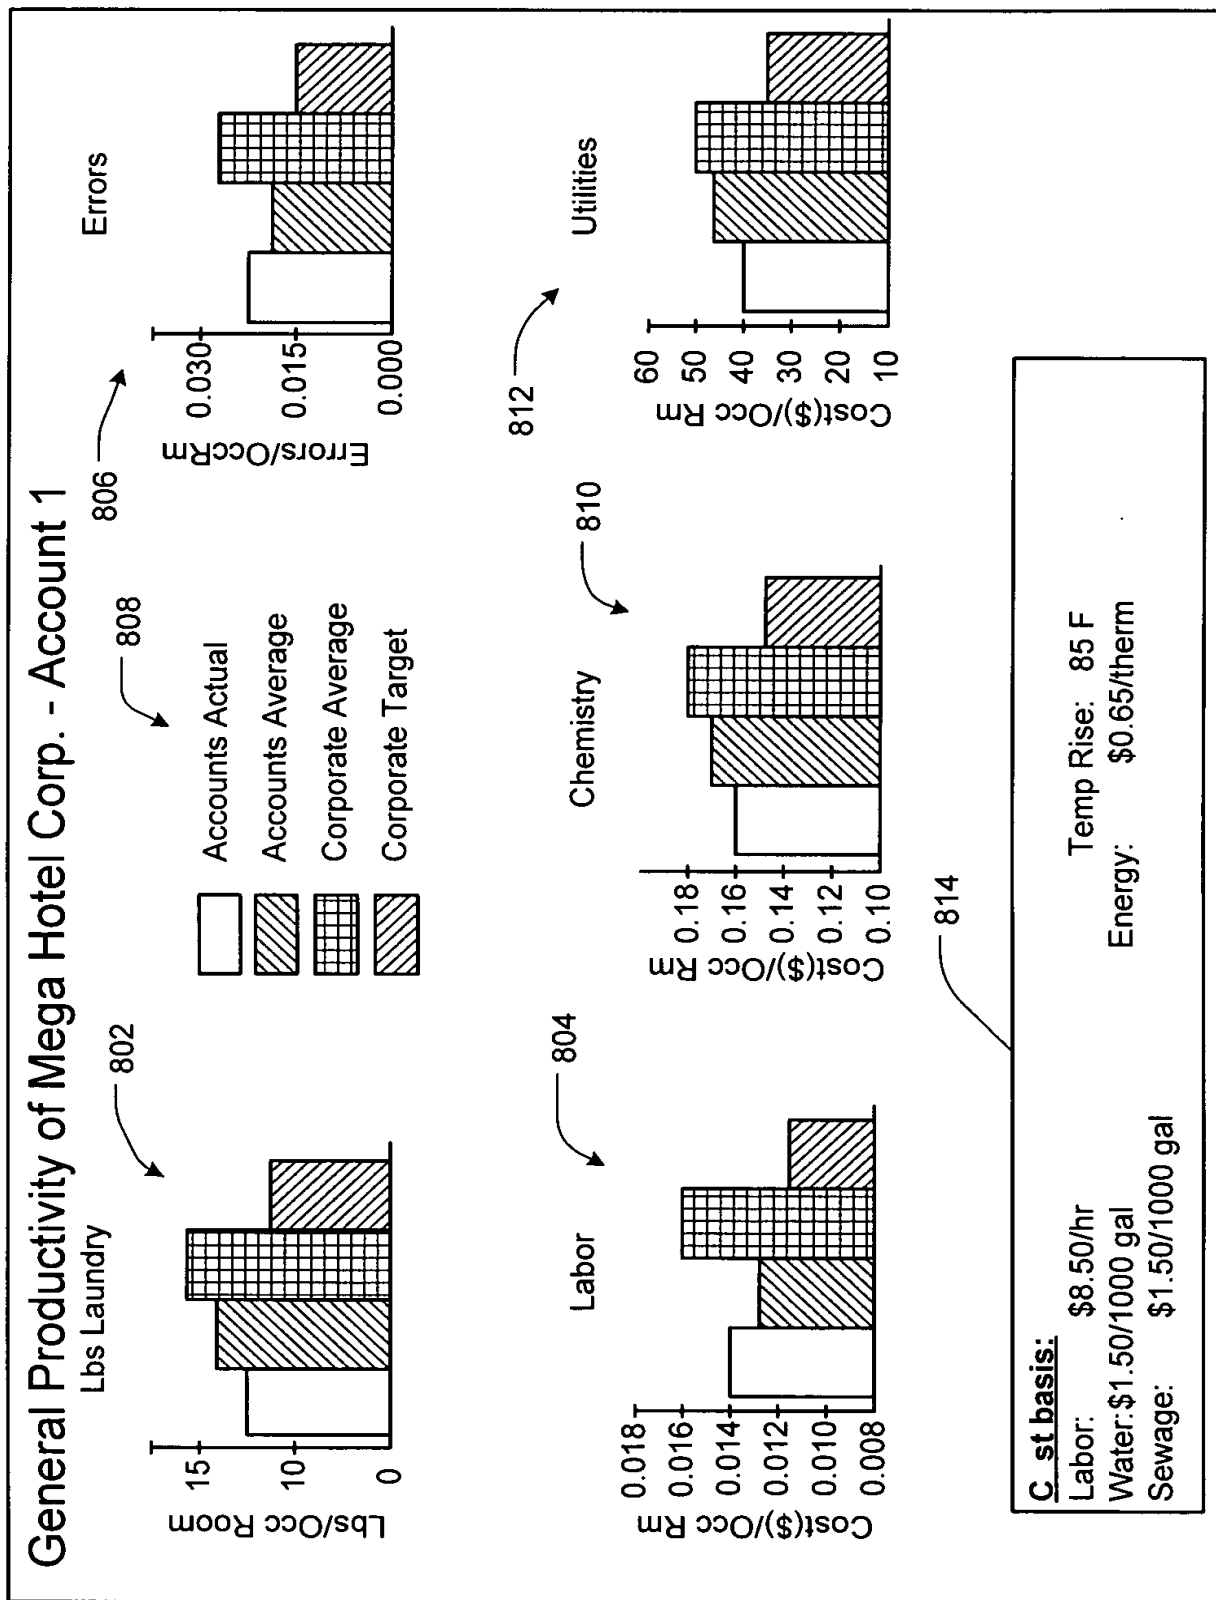 General Productivity of Mega Hotel Corp. - Account 1
Lbs Laundry
802
Lbs/Occ Room
15
10
0
808
Accounts Actual
Accounts Average
Corporate Average
Corporate Target
806
Errors
Errors/OccRm
0.030
0.015
0.000
Labor
804
Cost($)/Occ Rm
0.018
0.016
0.014
0.012
0.010
0.008
Chemistry
810
Cost($)/Occ Rm
0.18
0.16
0.14
0.12
0.10
812
Utilities
Cost($)/Occ Rm
60
50
40
30
20
10
814
C st basis:
Labor: $8.50/hr Temp Rise: 85 F
Water:$1.50/1000 gal Energy: $0.65/therm
Sewage: $1.50/1000 gal